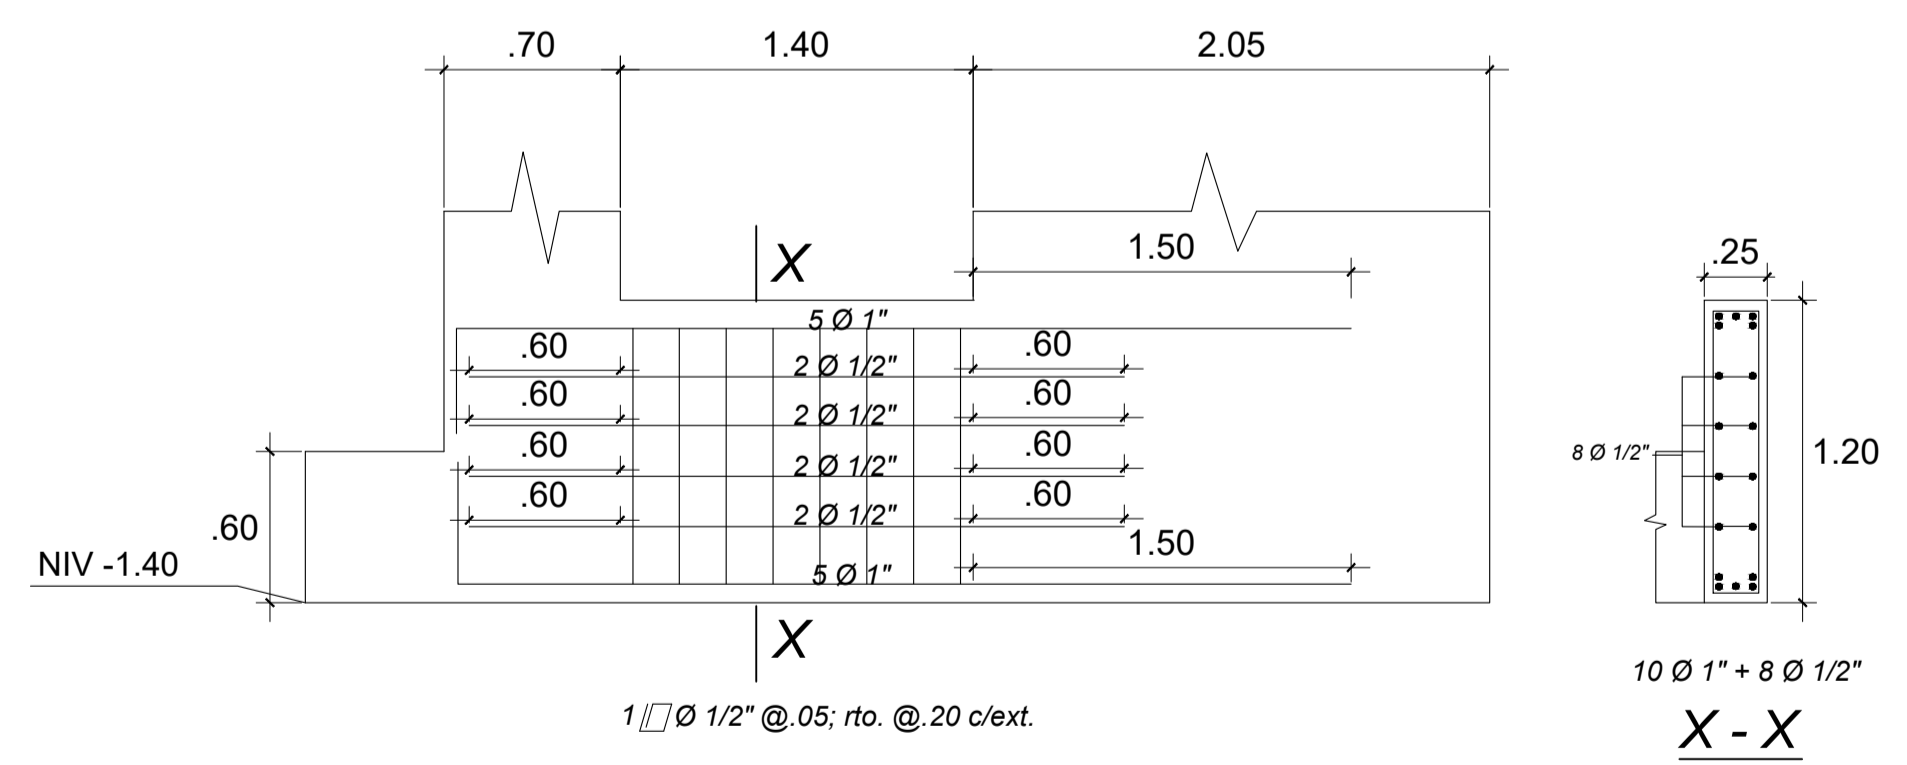 .70 1.40 2.05
X
1.50
.25
5 Ø 1"
.60 2 Ø 1/2" .60
.60 2 Ø 1/2" .60
.60 2 Ø 1/2" .60
.60 2 Ø 1/2" .60
8 Ø 1/2"
1.20
.60
NIV -1.40
1.50
5 Ø 1"
X
10 Ø 1" + 8 Ø 1/2"
1 Ø 1/2" @.05; rto. @.20 c/ext.
X - X